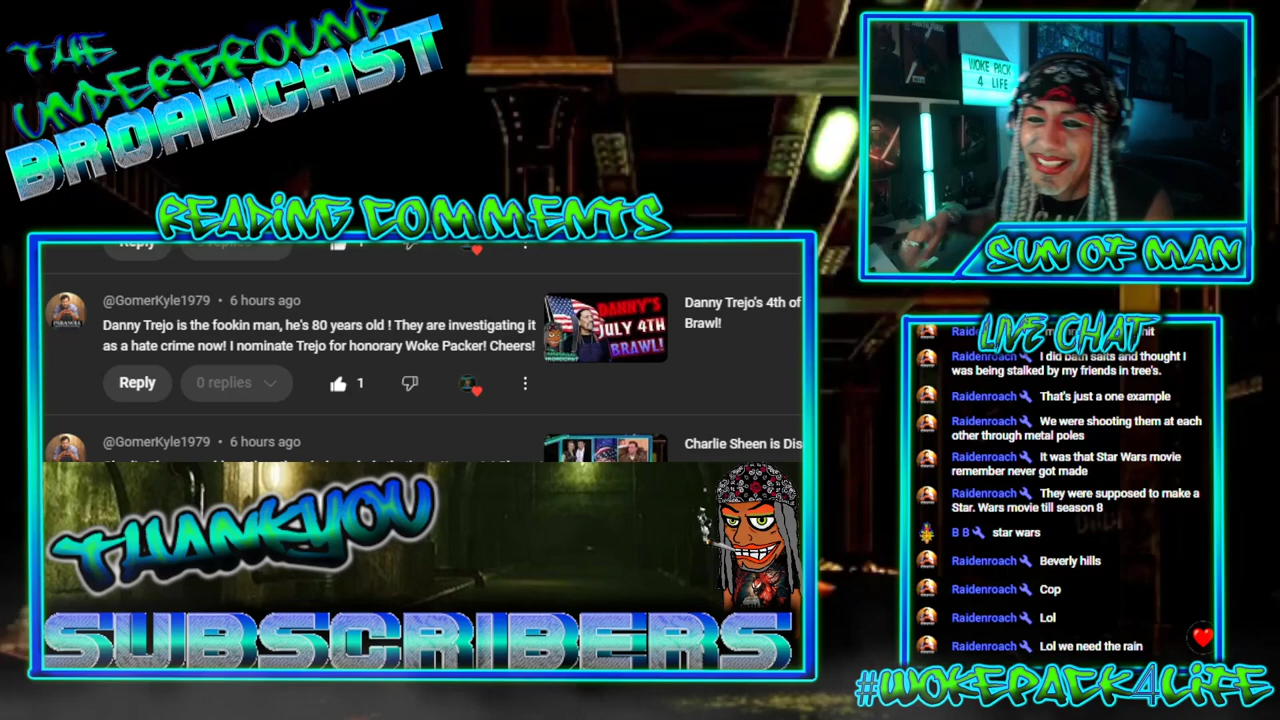 THE
UNDERGROUND
BROADCAST
WOKE PACK
4 LIFE
READING COMMENTS
SUN OF MAN
Reply
@GomerKyle1979 • 6 hours ago
Danny Trejo is the fookin man, he's 80 years old ! They are investigating it
as a hate crime now! I nominate Trejo for honorary Woke Packer! Cheers!
Reply 0 replies 1
DANNY'S
JULY 4TH
BRAWL!
Danny Trejo's 4th of
Brawl!
@GomerKyle1979 • 6 hours ago
Charlie Sheen is Dis
THANKYOU
SUBSCRIBERS
LIVE CHAT
Raidenroach I did bath salts and thought I
was being stalked by my friends in tree's.
Raidenroach That's just a one example
Raidenroach We were shooting them at each
other through metal poles
Raidenroach It was that Star Wars movie
remember never got made
Raidenroach They were supposed to make a
Star. Wars movie till season 8
B B star wars
Raidenroach Beverly hills
Raidenroach Cop
Raidenroach Lol
Raidenroach Lol we need the rain
#WOKEPACK4LIFE